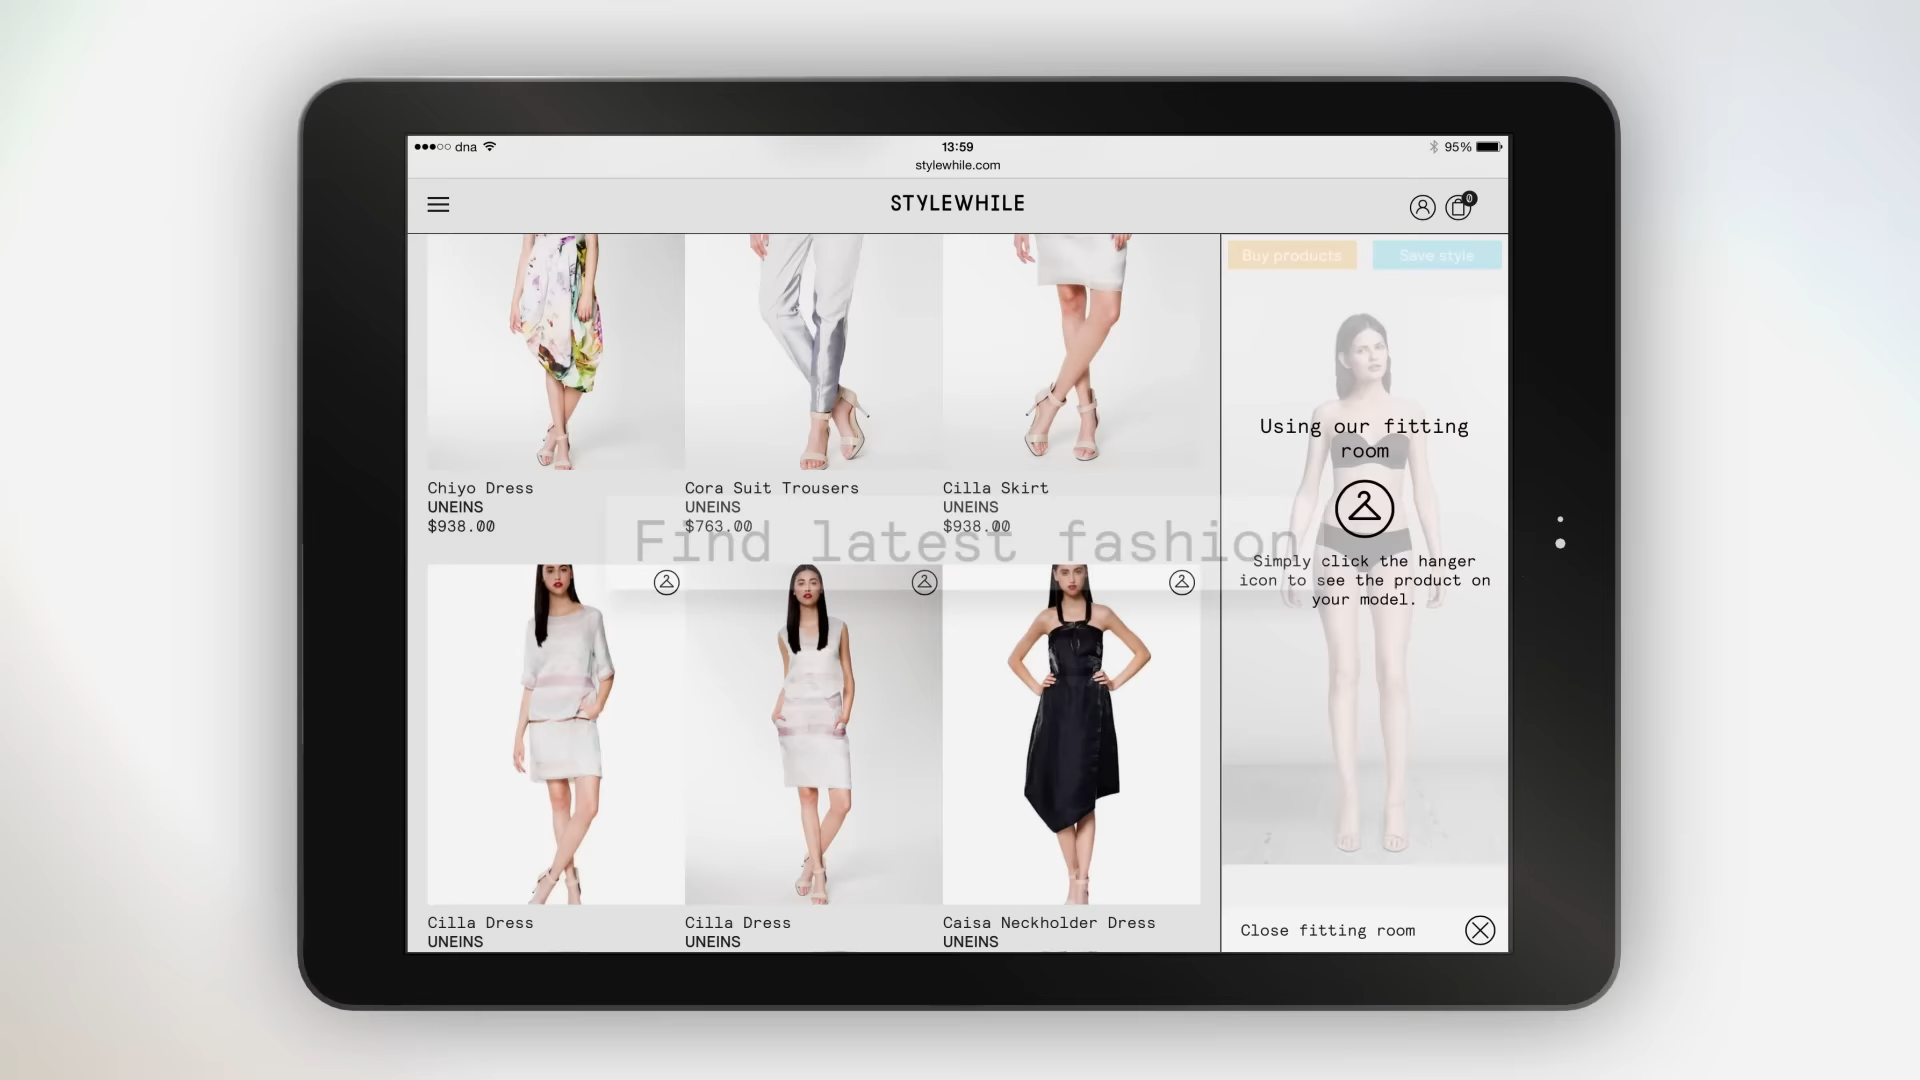 dna
13:59
95%
stylewhile.com
STYLEWHILE
0
Buy products
Save style
Chiyo Dress
UNEINS
$938.00
Cora Suit Trousers
UNEINS
$763.00
Cilla Skirt
UNEINS
$938.00
Find latest fashion
Using our fitting
room
Simply click the hanger
icon to see the product on
your model.
Cilla Dress
UNEINS
Cilla Dress
UNEINS
Caisa Neckholder Dress
UNEINS
Close fitting room